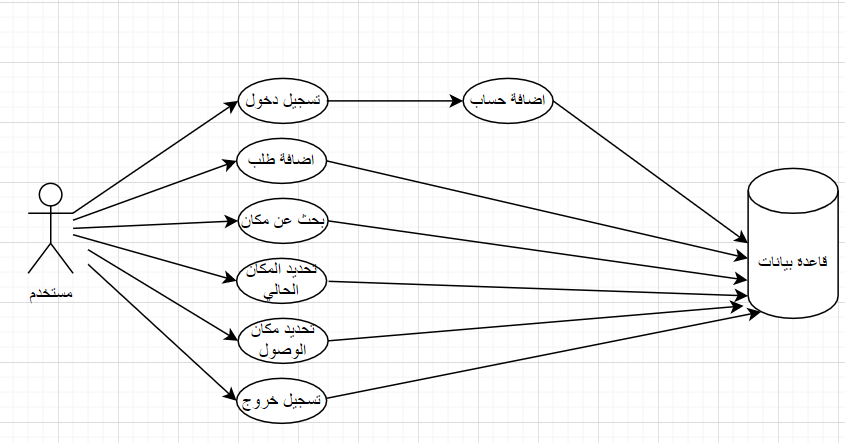 تسجيل دخول
اضافة حساب
اضافة طلب
بحث عن مكان
تحديد المكان
الحالي
تحديد مكان
الوصول
تسجيل خروج
مستخدم
قاعدة بيانات